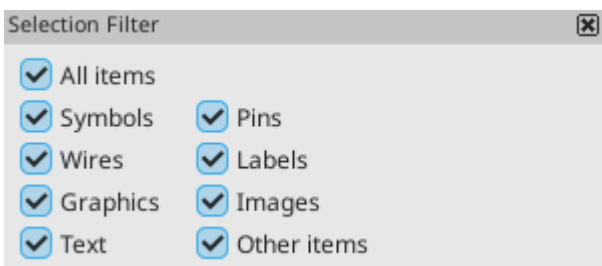 Selection Filter
All items
Symbols Pins
Wires Labels
Graphics Images
Text Other items